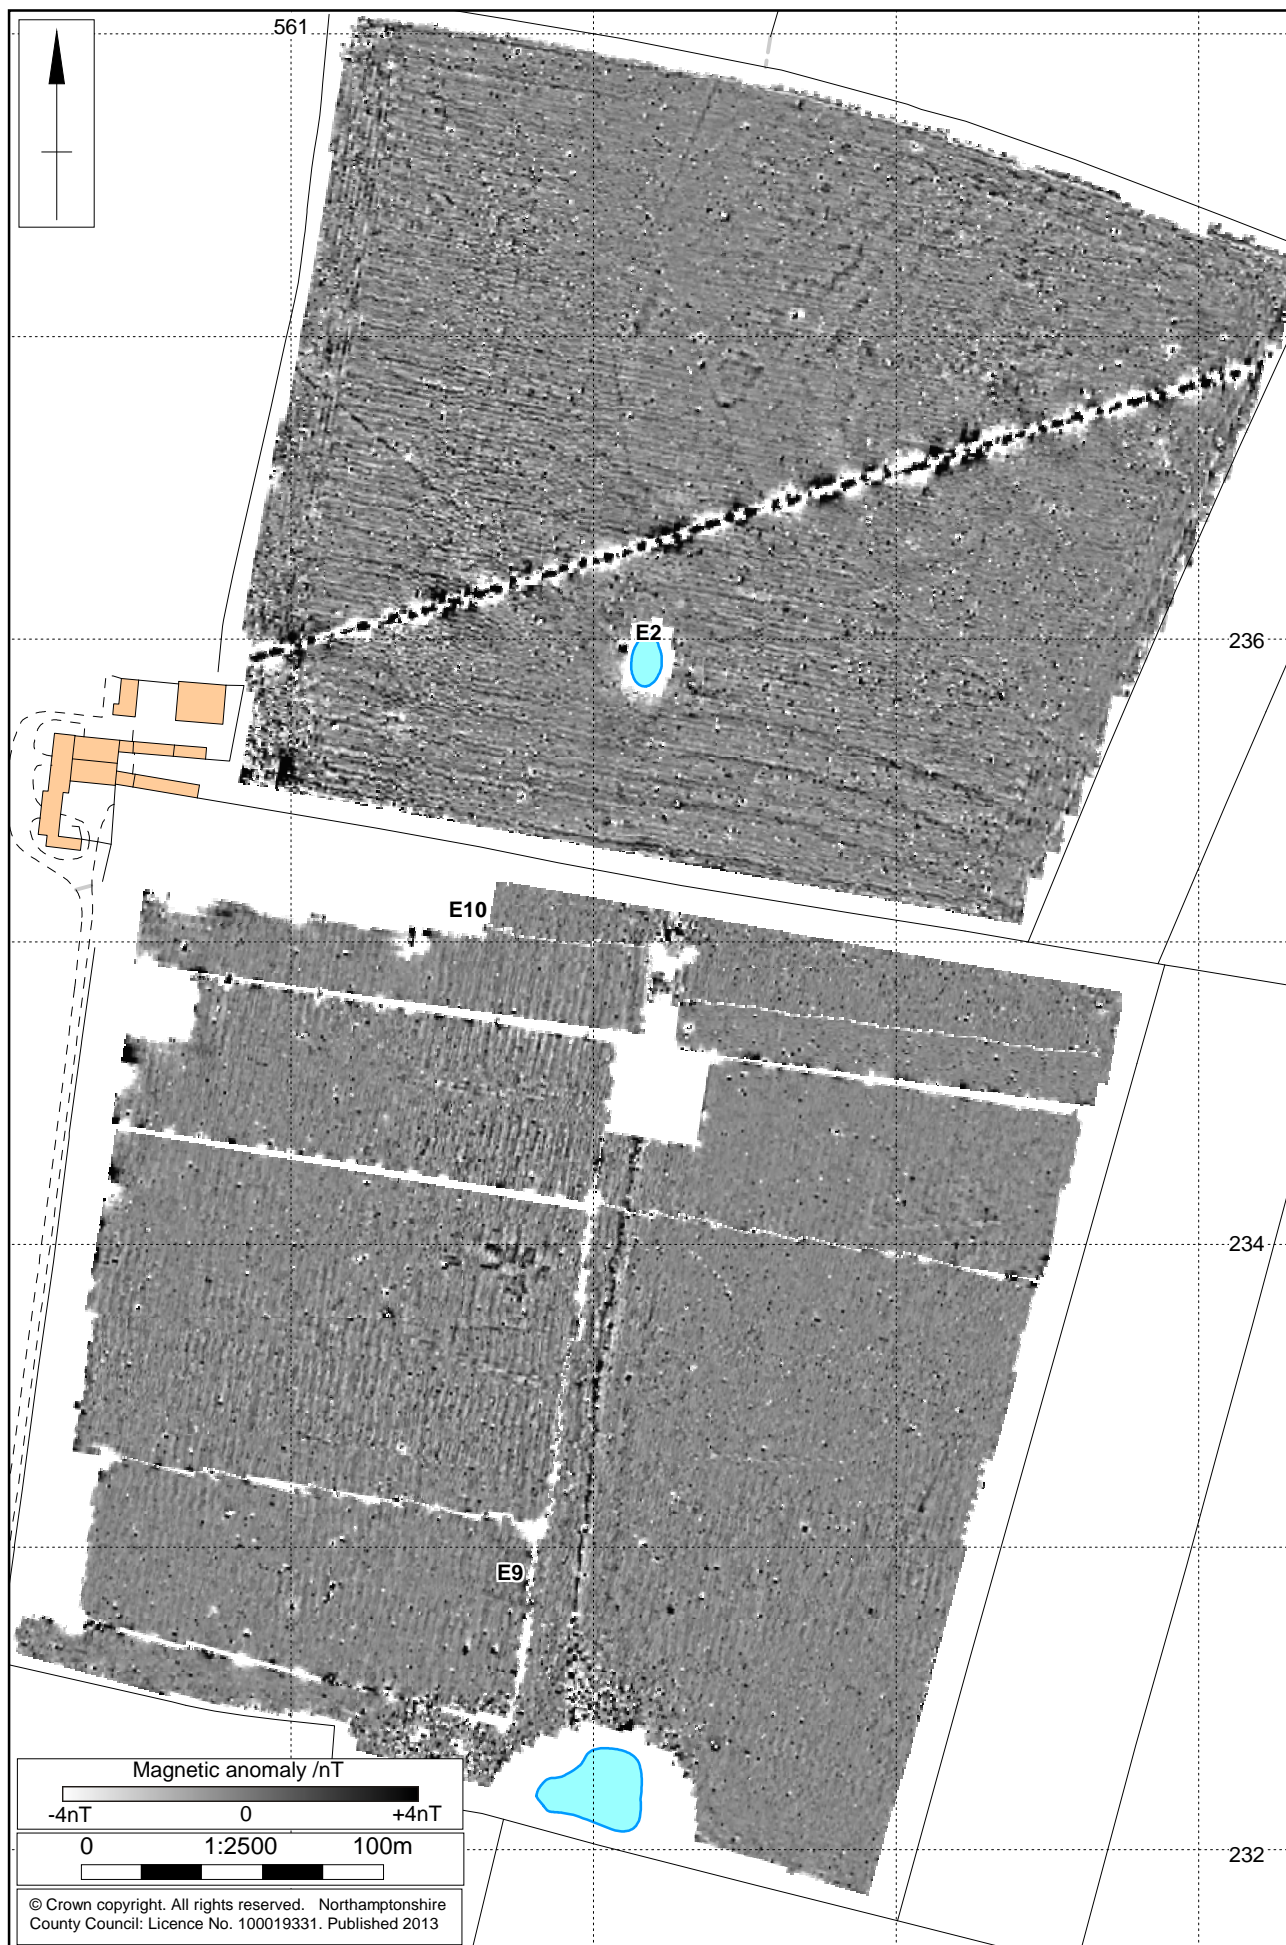 561
E2
236
E10
234
E9
Magnetic anomaly /nT
-4nT 0 +4nT
0 1:2500 100m
232
© Crown copyright. All rights reserved. Northamptonshire
County Council: Licence No. 100019331. Published 2013